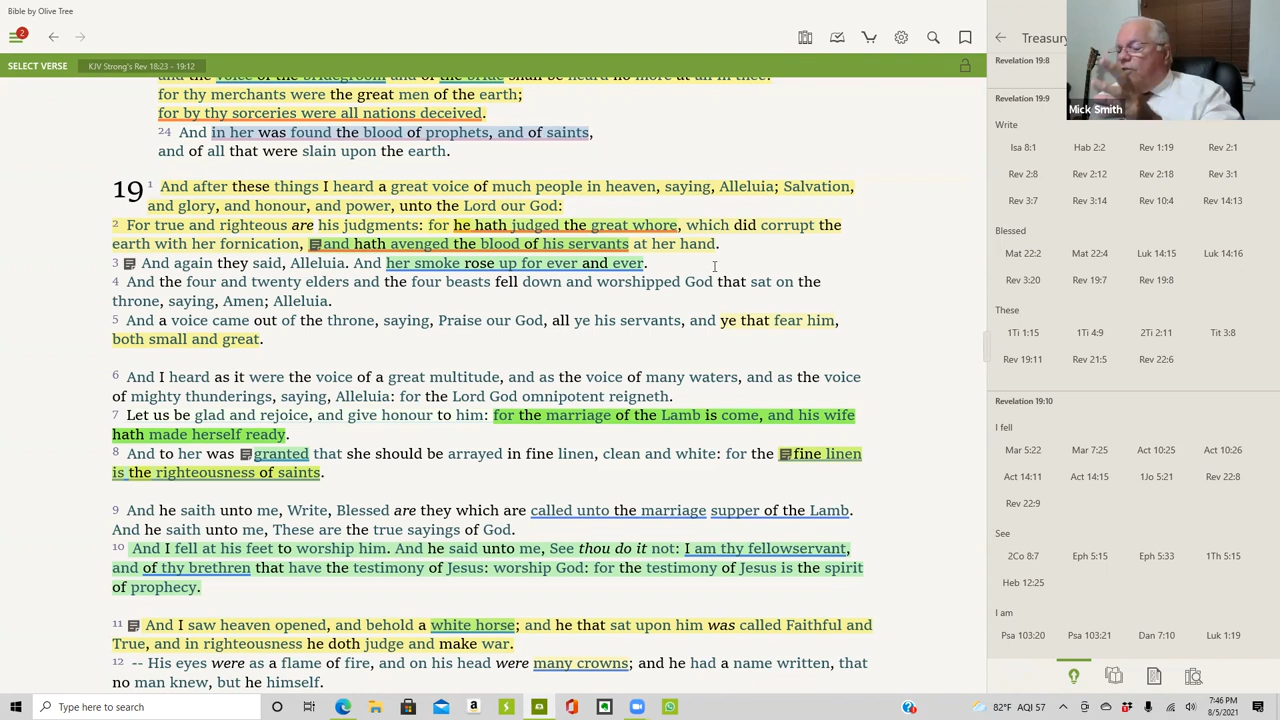 Bible by Olive Tree
2
SELECT VERSE
KJV Strong's Rev 18:23 - 19:12
and the voice of the bridegroom and of the bride shall be heard no more at all in thee:
for thy merchants were the great men of the earth;
for by thy sorceries were all nations deceived.
24 And in her was found the blood of prophets, and of saints,
and of all that were slain upon the earth.
19 1 And after these things I heard a great voice of much people in heaven, saying, Alleluia; Salvation,
and glory, and honour, and power, unto the Lord our God:
2 For true and righteous are his judgments: for he hath judged the great whore, which did corrupt the
earth with her fornication, and hath avenged the blood of his servants at her hand.
3 And again they said, Alleluia. And her smoke rose up for ever and ever.
4 And the four and twenty elders and the four beasts fell down and worshipped God that sat on the
throne, saying, Amen; Alleluia.
5 And a voice came out of the throne, saying, Praise our God, all ye his servants, and ye that fear him,
both small and great.
6 And I heard as it were the voice of a great multitude, and as the voice of many waters, and as the voice
of mighty thunderings, saying, Alleluia: for the Lord God omnipotent reigneth.
7 Let us be glad and rejoice, and give honour to him: for the marriage of the Lamb is come, and his wife
hath made herself ready.
8 And to her was granted that she should be arrayed in fine linen, clean and white: for the fine linen
is the righteousness of saints.
9 And he saith unto me, Write, Blessed are they which are called unto the marriage supper of the Lamb.
And he saith unto me, These are the true sayings of God.
10 And I fell at his feet to worship him. And he said unto me, See thou do it not: I am thy fellowservant,
and of thy brethren that have the testimony of Jesus: worship God: for the testimony of Jesus is the spirit
of prophecy.
11 And I saw heaven opened, and behold a white horse; and he that sat upon him was called Faithful and
True, and in righteousness he doth judge and make war.
12 -- His eyes were as a flame of fire, and on his head were many crowns; and he had a name written, that
no man knew, but he himself.
Treasury
Mick Smith
Revelation 19:8
Revelation 19:9
Write
Isa 8:1 Hab 2:2 Rev 1:19 Rev 2:1
Rev 2:8 Rev 2:12 Rev 2:18 Rev 3:1
Rev 3:7 Rev 3:14 Rev 10:4 Rev 14:13
Blessed
Mat 22:2 Mat 22:4 Luk 14:15 Luk 14:16
Rev 3:20 Rev 19:7 Rev 19:8
These
1Ti 1:15 1Ti 4:9 2Ti 2:11 Tit 3:8
Rev 19:11 Rev 21:5 Rev 22:6
Revelation 19:10
I fell
Mar 5:22 Mar 7:25 Act 10:25 Act 10:26
Act 14:11 Act 14:15 1Jo 5:21 Rev 22:8
Rev 22:9
See
2Co 8:7 Eph 5:15 Eph 5:33 1Th 5:15
Heb 12:25
I am
Psa 103:20 Psa 103:21 Dan 7:10 Luk 1:19
Type here to search
82°F AQI 57
7:46 PM
8/5/2021